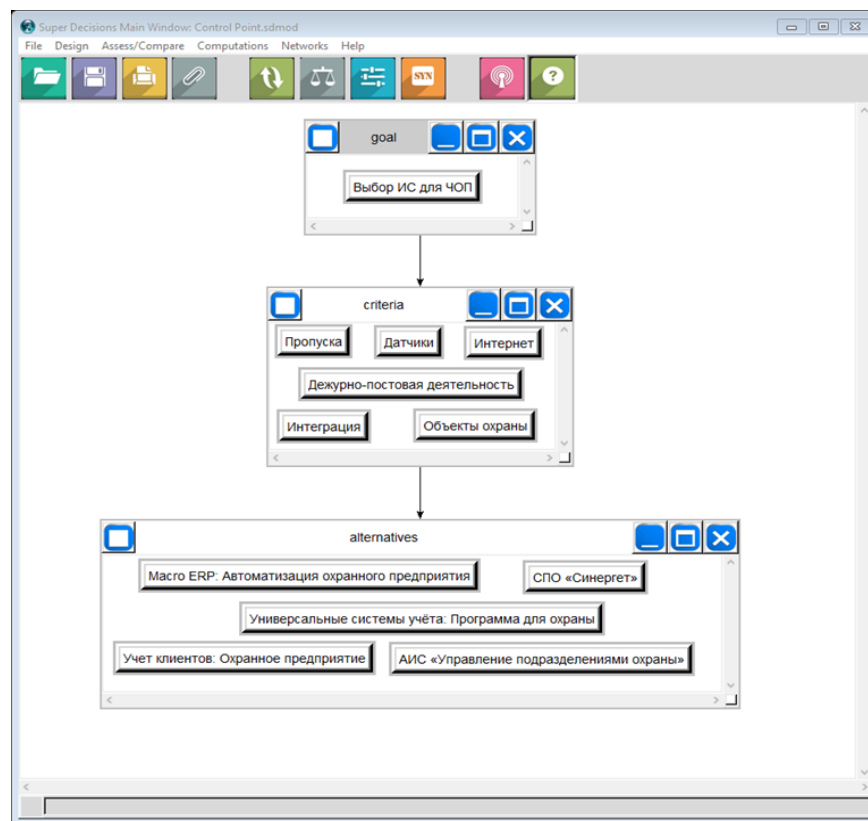 Super Decisions Main Window: Control Point.sdmod
File Design Assess/Compare Computations Networks Help
SYN ?
goal
Выбор ИС для ЧОП
criteria
Пропуска Датчики Интернет
Дежурно-постовая деятельность
Интеграция Объекты охраны
alternatives
Macro ERP: Автоматизация охранного предприятия СПО «Синергет»
Универсальные системы учёта: Программа для охраны
Учет клиентов: Охранное предприятие АИС «Управление подразделениями охраны»